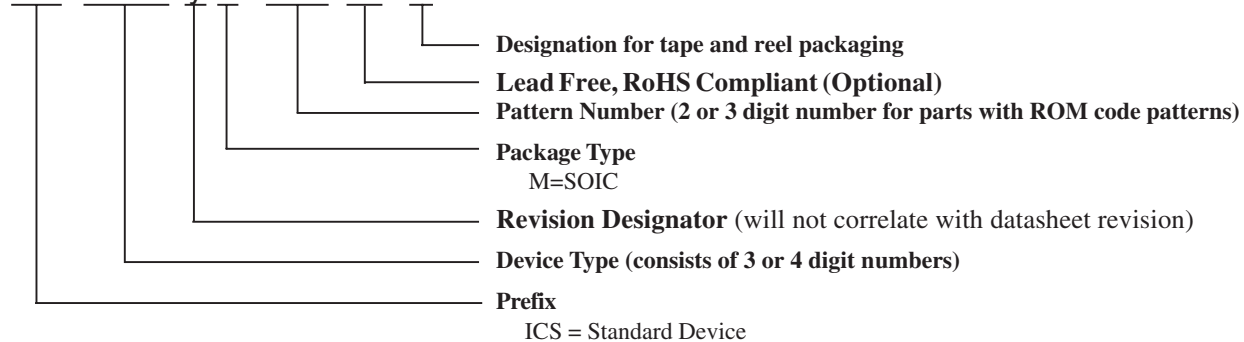 Designation for tape and reel packaging
Lead Free, RoHS Compliant (Optional)
Pattern Number (2 or 3 digit number for parts with ROM code patterns)
Package Type
M=SOIC
Revision Designator (will not correlate with datasheet revision)
Device Type (consists of 3 or 4 digit numbers)
Prefix
ICS = Standard Device